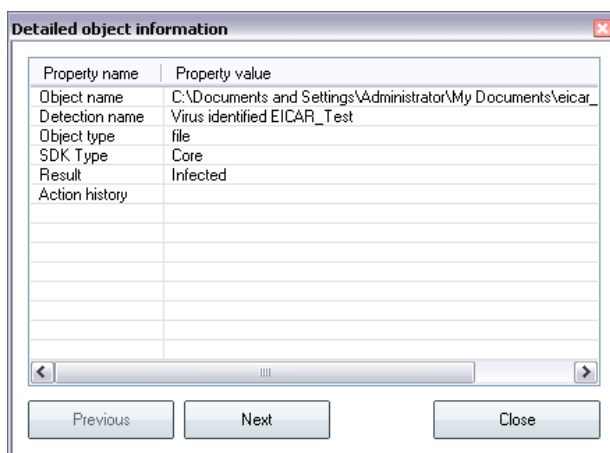 Detailed object information
Property name Property value
Object name C:\Documents and Settings\Administrator\My Documents\eicar_
Detection name Virus identified EICAR_Test
Object type file
SDK Type Core
Result Infected
Action history
Previous Next Close